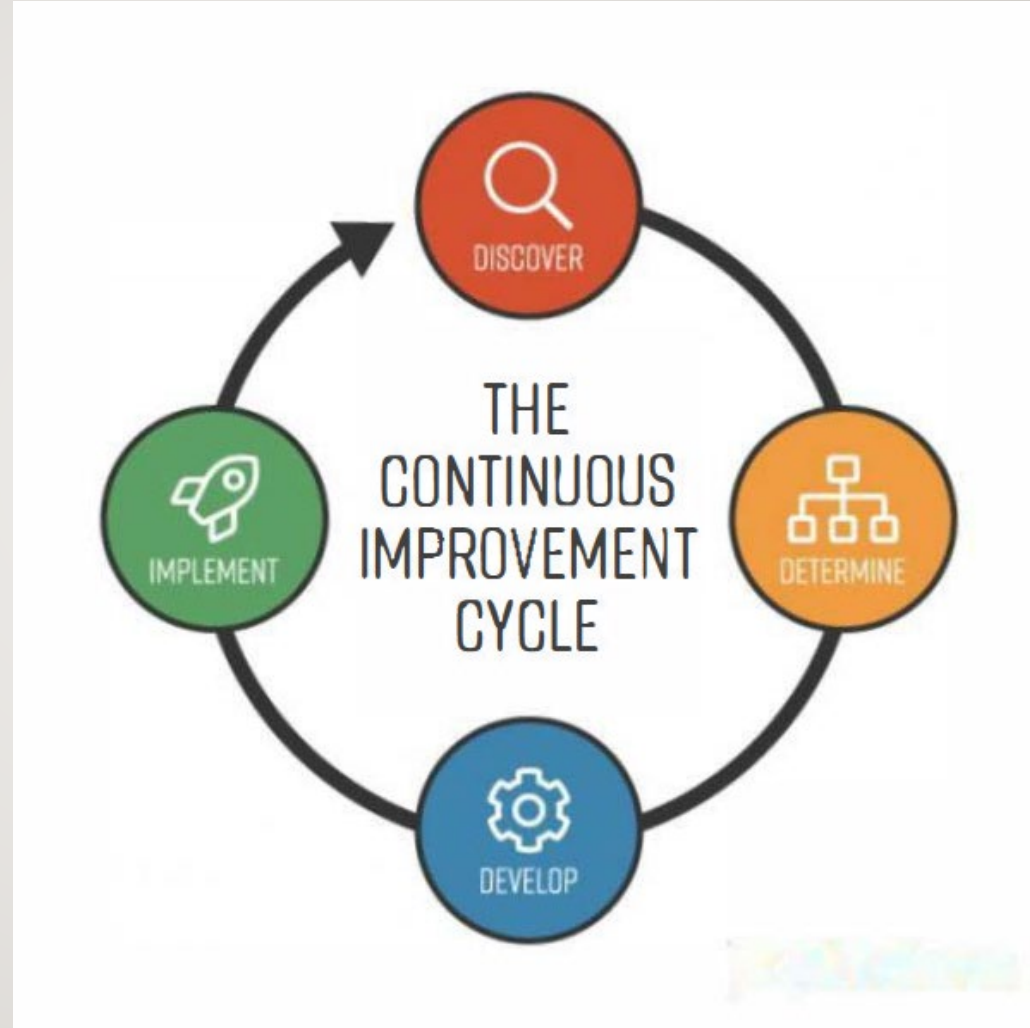 DISCOVER
THE
CONTINUOUS
IMPROVEMENT
CYCLE
IMPLEMENT
DETERMINE
DEVELOP